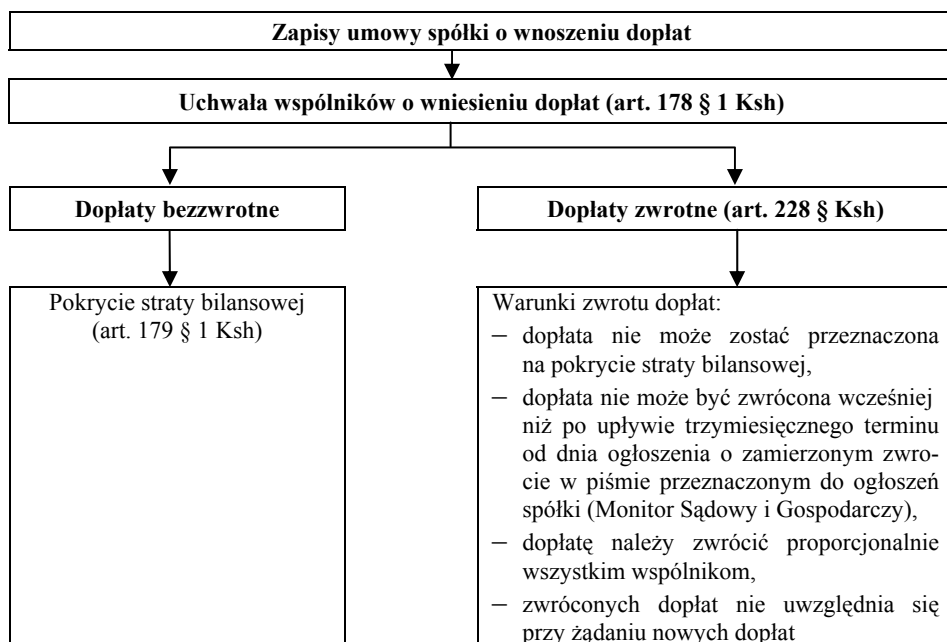 Zapisy umowy spółki o wnoszeniu dopłat
Uchwała wspólników o wniesieniu dopłat (art. 178 § 1 Ksh)
Dopłaty bezzwrotne
Dopłaty zwrotne (art. 228 § Ksh)
Pokrycie straty bilansowej
(art. 179 § 1 Ksh)
Warunki zwrotu dopłat:
– dopłata nie może zostać przeznaczona
na pokrycie straty bilansowej,
– dopłata nie może być zwrócona wcześniej
niż po upływie trzymiesięcznego terminu
od dnia ogłoszenia o zamierzonym zwro-
cie w piśmie przeznaczonym do ogłoszeń
spółki (Monitor Sądowy i Gospodarczy),
– dopłatę należy zwrócić proporcjonalnie
wszystkim wspólnikom,
– zwróconych dopłat nie uwzględnia się
przy żądaniu nowych dopłat